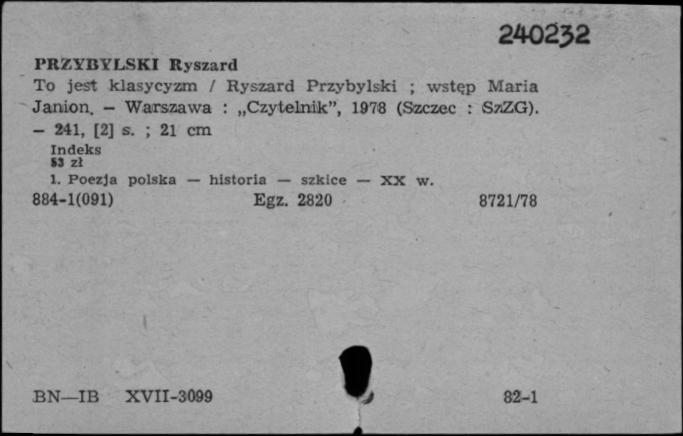 240232
PRZYBYLSKI Ryszard
To jest klasycyzm / Ryszard Przybylski ; wstęp Maria
Janion. — Warszawa : „Czytelnik”, 1978 (Szczec : SzZG).
— 241, [2] s. ; 21 cm
Indeks
53 zł
1. Poezja polska — historia — szkice — XX w.
884-1(091) Egz. 2820 8721/78
BN—IB XVII-3099 82-1